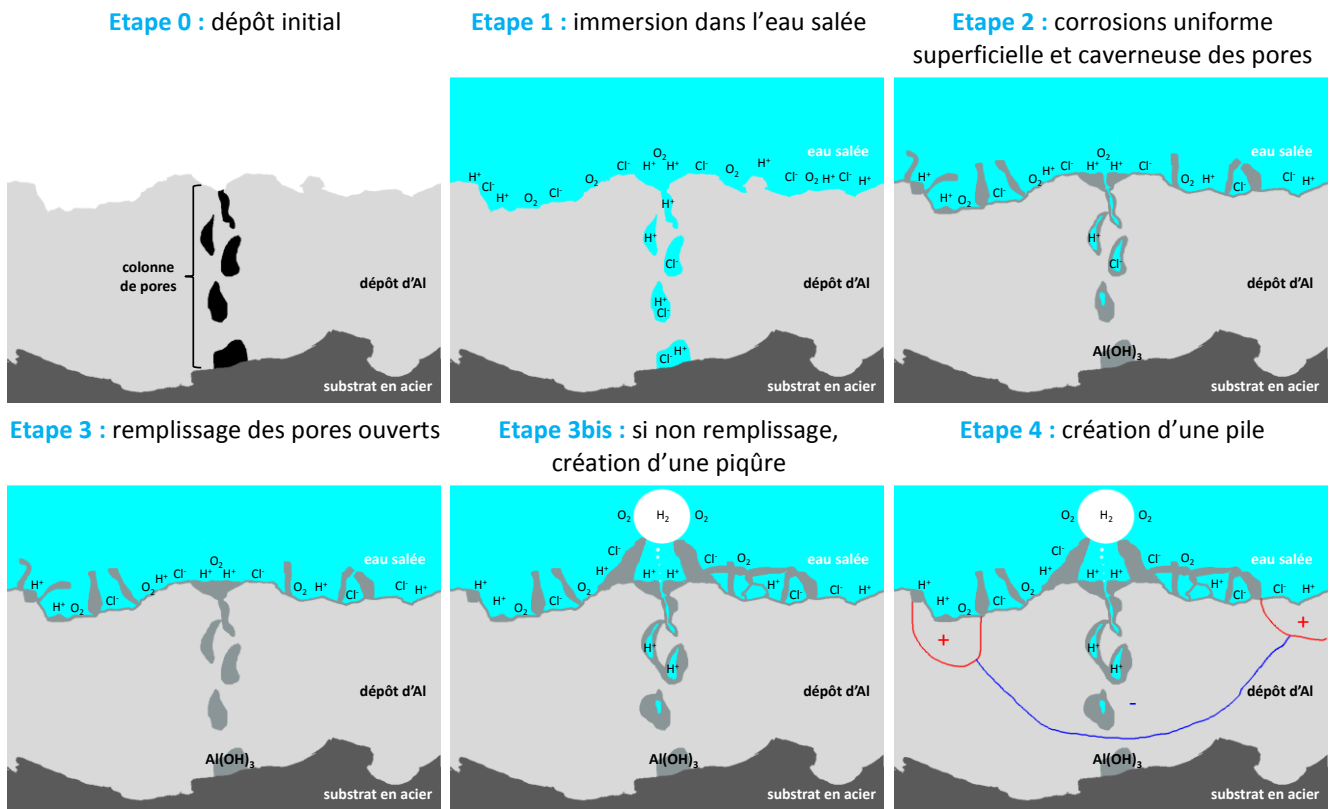 Etape 0 : dépôt initial
colonne
de pores
dépôt d'Al
substrat en acier
Etape 1 : immersion dans l'eau salée
eau salée
H⁺ Cl⁻ H⁺ O₂ Cl⁻ O₂ Cl⁻ H⁺ O₂ H⁺ Cl⁻ O₂ H⁺ Cl⁻ O₂ H⁺ Cl⁻ H⁺
H⁺
H⁺
Cl⁻
H⁺
Cl⁻
Cl⁻ H⁺
dépôt d'Al
substrat en acier
Etape 2 : corrosions uniforme
superficielle et caverneuse des pores
eau salée
H⁺ H⁺ O₂ Cl⁻ O₂ H⁺ Cl⁻ O₂ H⁺ H⁺ Cl⁻ O₂ H⁺ Cl⁻ Cl⁻ H⁺
H⁺
Cl⁻
dépôt d'Al
Al(OH)₃
substrat en acier
Etape 3 : remplissage des pores ouverts
eau salée
H⁺ H⁺ O₂ Cl⁻ O₂ H⁺ Cl⁻ O₂ H⁺ H⁺ Cl⁻ O₂ H⁺ Cl⁻ Cl⁻ H⁺
dépôt d'Al
Al(OH)₃
substrat en acier
Etape 3bis : si non remplissage,
création d'une piqûre
O₂ H₂ O₂
eau salée
H⁺ H⁺ O₂ Cl⁻ O₂ H⁺ Cl⁻ H⁺ H⁺ Cl⁻ O₂ H⁺ Cl⁻ Cl⁻ H⁺
H⁺
H⁺
dépôt d'Al
Al(OH)₃
substrat en acier
Etape 4 : création d'une pile
O₂ H₂ O₂
eau salée
H⁺ H⁺ O₂ Cl⁻ O₂ H⁺ Cl⁻ H⁺ H⁺ Cl⁻ O₂ H⁺ Cl⁻ Cl⁻ H⁺
+ +
H⁺
H⁺
dépôt d'Al
-
Al(OH)₃
substrat en acier